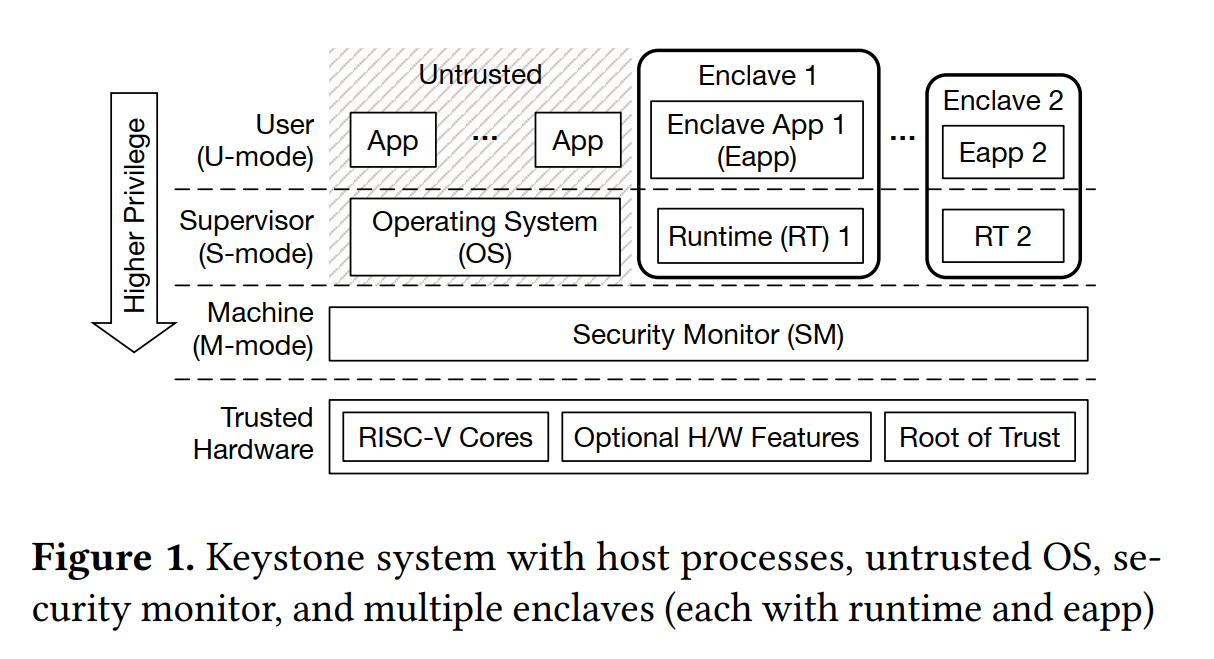 Untrusted
Enclave 1
Enclave 2
Higher Privilege
User
(U-mode)
App
...
App
Enclave App 1
(Eapp)
...
Eapp 2
Supervisor
(S-mode)
Operating System
(OS)
Runtime (RT) 1
RT 2
Machine
(M-mode)
Security Monitor (SM)
Trusted
Hardware
RISC-V Cores
Optional H/W Features
Root of Trust
Figure 1. Keystone system with host processes, untrusted OS, se-
curity monitor, and multiple enclaves (each with runtime and eapp)